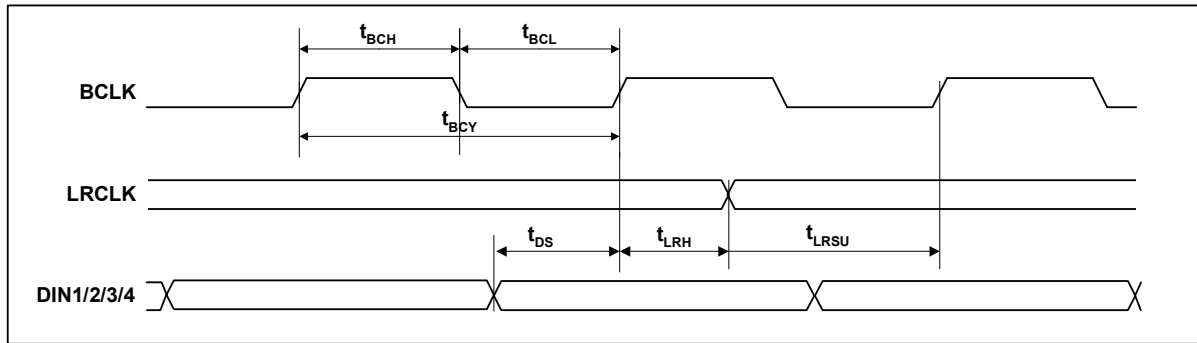 tBCH tBCL
BCLK
tBCY
LRCLK
tDS tLRH tLRSU
DIN1/2/3/4